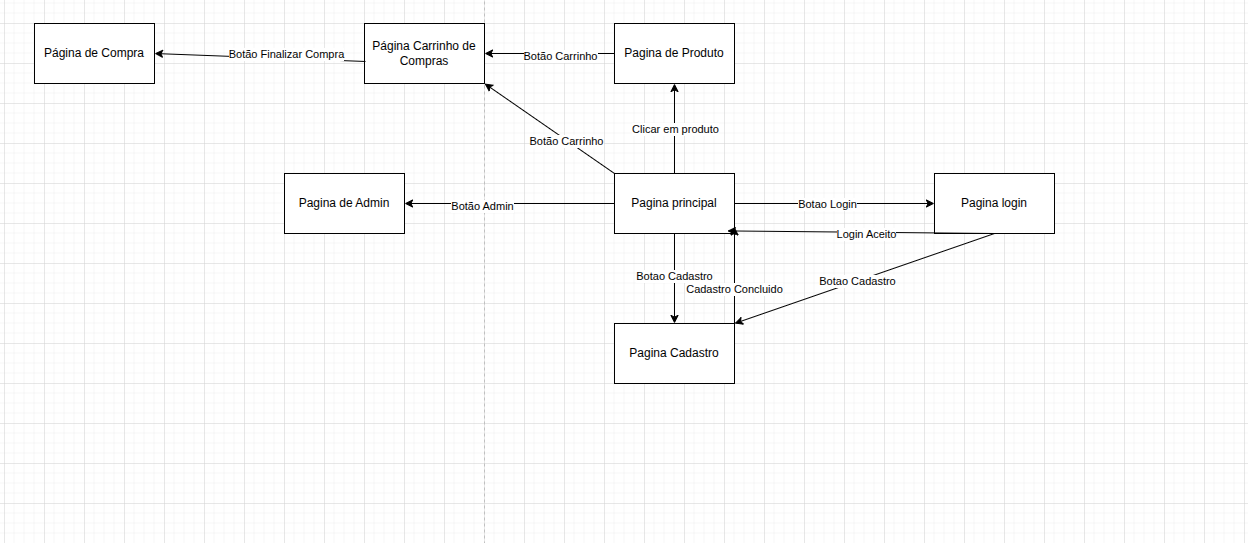 Página de Compra
Botão Finalizar Compra
Página Carrinho de
Compras
Botão Carrinho
Pagina de Produto
Clicar em produto
Botão Carrinho
Pagina de Admin
Botão Admin
Pagina principal
Botao Login
Pagina login
Login Aceito
Botao Cadastro
Cadastro Concluido
Botao Cadastro
Pagina Cadastro